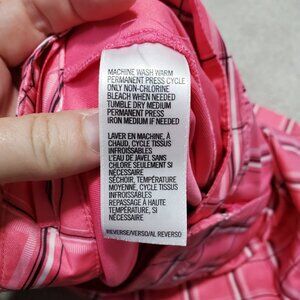 MACHINE WASH WARM
PERMANENT PRESS CYCLE
ONLY NON-CHLORINE
BLEACH WHEN NEEDED
TUMBLE DRY MEDIUM
PERMANENT PRESS
IRON MEDIUM IF NEEDED
LAVER EN MACHINE, À
CHAUD, CYCLE TISSUS
INFROISSABLES
L'EAU DE JAVEL SANS
CHLORE SEULEMENT SI
NÉCESSAIRE
SÉCHOIR, TEMPÉRATURE
MOYENNE, CYCLE TISSUS
INFROISSABLES
REPASSAGE À HAUTE
TEMPÉRATURE SI
NÉCESSAIRE
REVERSE/VERSO/AL REVERSO